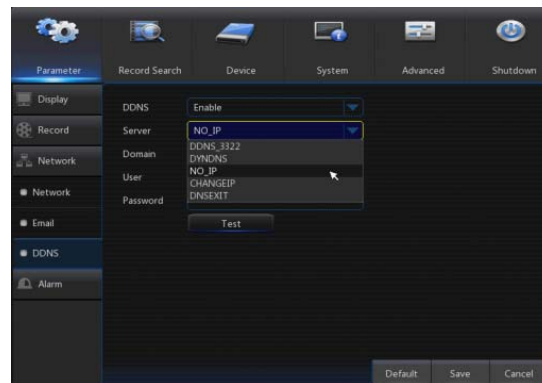 Parameter Record Search Device System Advanced Shutdown
Display
Record
Network
Network
Email
DDNS
Alarm
DDNS Enable
Server NO_IP
DDNS_3322
DYNDNS
NO_IP
CHANGEIP
DNSEXIT
Domain
User
Password
Test
Default Save Cancel